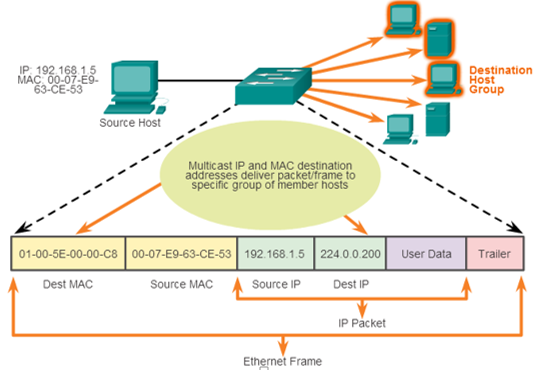 IP: 192.168.1.5
MAC: 00-07-E9-
63-CE-53
Source Host
Destination
Host
Group
Multicast IP and MAC destination
addresses deliver packet/frame to
specific group of member hosts
01-00-5E-00-00-C8 00-07-E9-63-CE-53 192.168.1.5 224.0.0.200 User Data Trailer
Dest MAC Source MAC Source IP Dest IP
IP Packet
Ethernet Frame